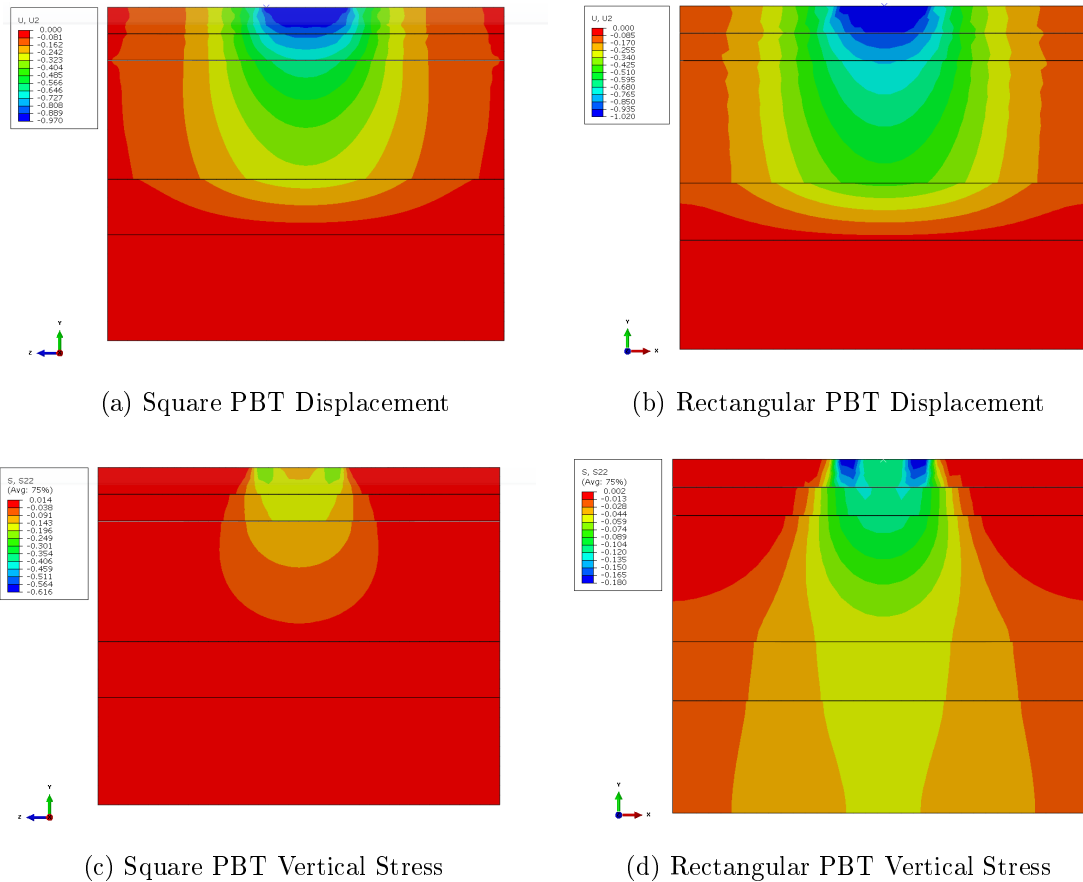 U, U2
0.000
-0.081
-0.162
-0.242
-0.323
-0.404
-0.485
-0.566
-0.646
-0.727
-0.808
-0.889
-0.970
Y
Z
U, U2
0.000
-0.085
-0.170
-0.255
-0.340
-0.425
-0.510
-0.595
-0.680
-0.765
-0.850
-0.935
-1.020
Y
X
(a) Square PBT Displacement
(b) Rectangular PBT Displacement
S, S22
(Avg: 75%)
0.014
-0.038
-0.091
-0.143
-0.196
-0.249
-0.301
-0.354
-0.406
-0.459
-0.511
-0.564
-0.616
Y
Z
S, S22
(Avg: 75%)
0.002
-0.013
-0.028
-0.044
-0.059
-0.074
-0.089
-0.104
-0.120
-0.135
-0.150
-0.165
-0.180
Y
X
(c) Square PBT Vertical Stress
(d) Rectangular PBT Vertical Stress